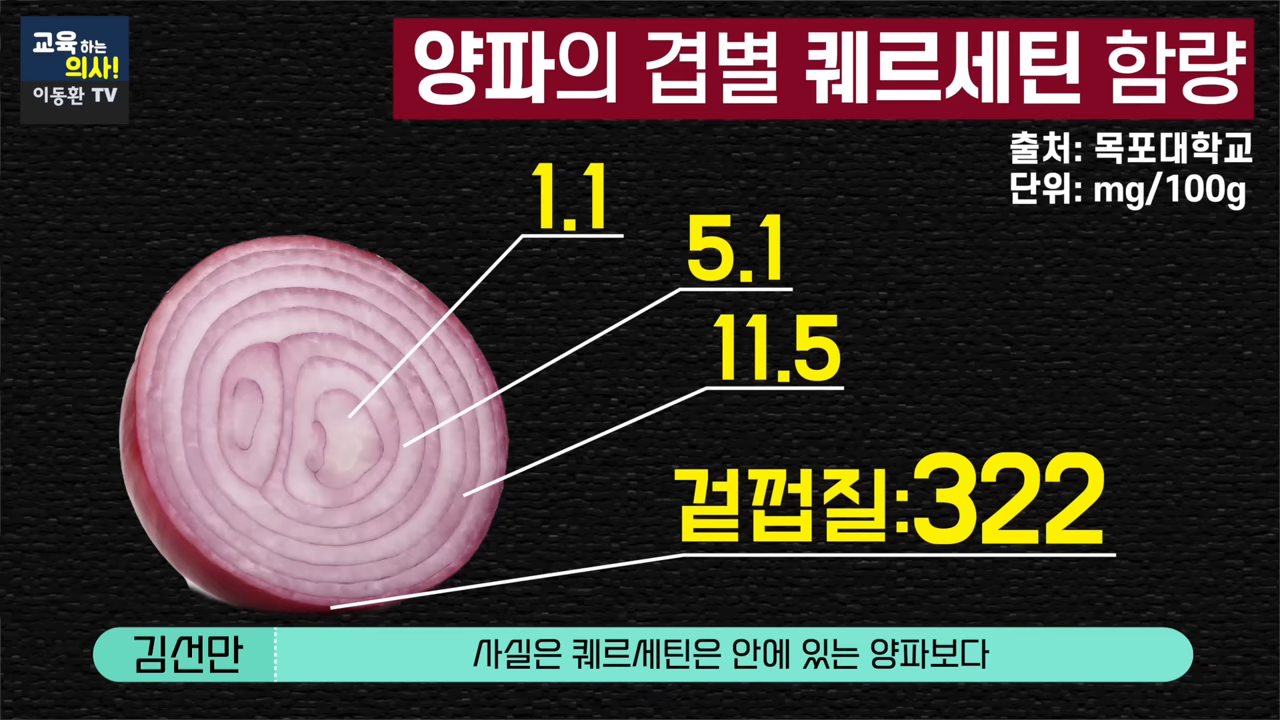 교육하는
의사!
이동환 TV
양파의 겹별 퀘르세틴 함량
출처: 목포대학교
단위: mg/100g
1.1
5.1
11.5
겉껍질:322
김선만 사실은 퀘르세틴은 안에 있는 양파보다